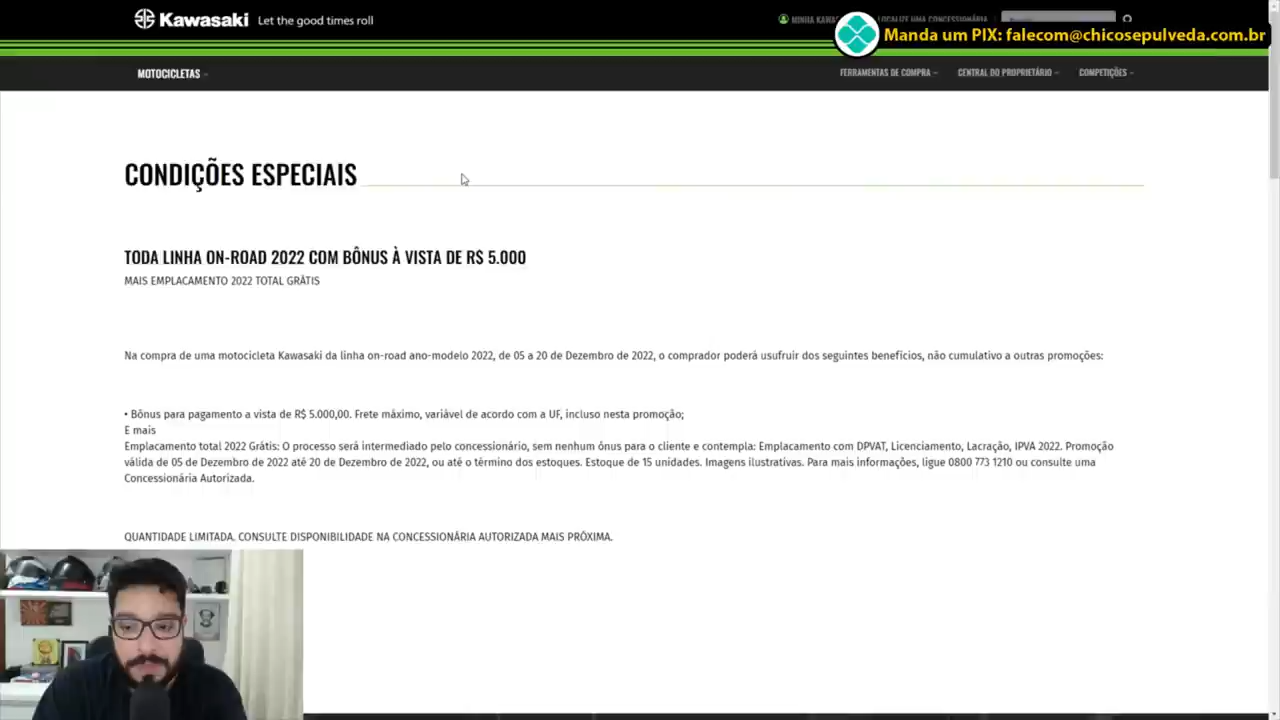 Kawasaki Let the good times roll
MINHA KAWA
LOCALIZE UMA CONCESSIONÁRIA
Manda um PIX: falecom@chicosepulveda.com.br
MOTOCICLETAS
FERRAMENTAS DE COMPRA
CENTRAL DO PROPRIETÁRIO
COMPETIÇÕES
CONDIÇÕES ESPECIAIS
TODA LINHA ON-ROAD 2022 COM BÔNUS À VISTA DE R$ 5.000
MAIS EMPLACAMENTO 2022 TOTAL GRÁTIS
Na compra de uma motocicleta Kawasaki da linha on-road ano-modelo 2022, de 05 a 20 de Dezembro de 2022, o comprador poderá usufruir dos seguintes benefícios, não cumulativo a outras promoções:
• Bônus para pagamento a vista de R$ 5.000,00. Frete máximo, variável de acordo com a UF, incluso nesta promoção;
E mais
Emplacamento total 2022 Grátis: O processo será intermediado pelo concessionário, sem nenhum ônus para o cliente e contempla: Emplacamento com DPVAT, Licenciamento, Lacração, IPVA 2022. Promoção
válida de 05 de Dezembro de 2022 até 20 de Dezembro de 2022, ou até o término dos estoques. Estoque de 15 unidades. Imagens ilustrativas. Para mais informações, ligue 0800 773 1210 ou consulte uma
Concessionária Autorizada.
QUANTIDADE LIMITADA. CONSULTE DISPONIBILIDADE NA CONCESSIONÁRIA AUTORIZADA MAIS PRÓXIMA.